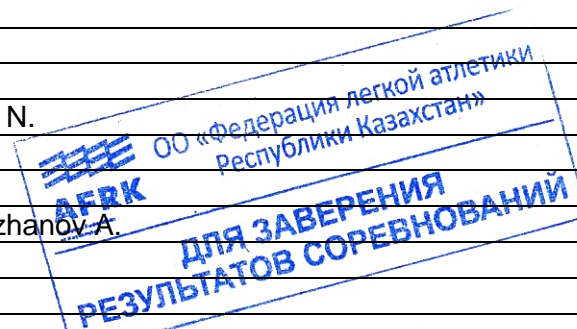 N.
ОО «Федерация легкой атлетики
Республики Казахстан»
AFRK
zhanov A.
ДЛЯ ЗАВЕРЕНИЯ
РЕЗУЛЬТАТОВ СОРЕВНОВАНИЙ